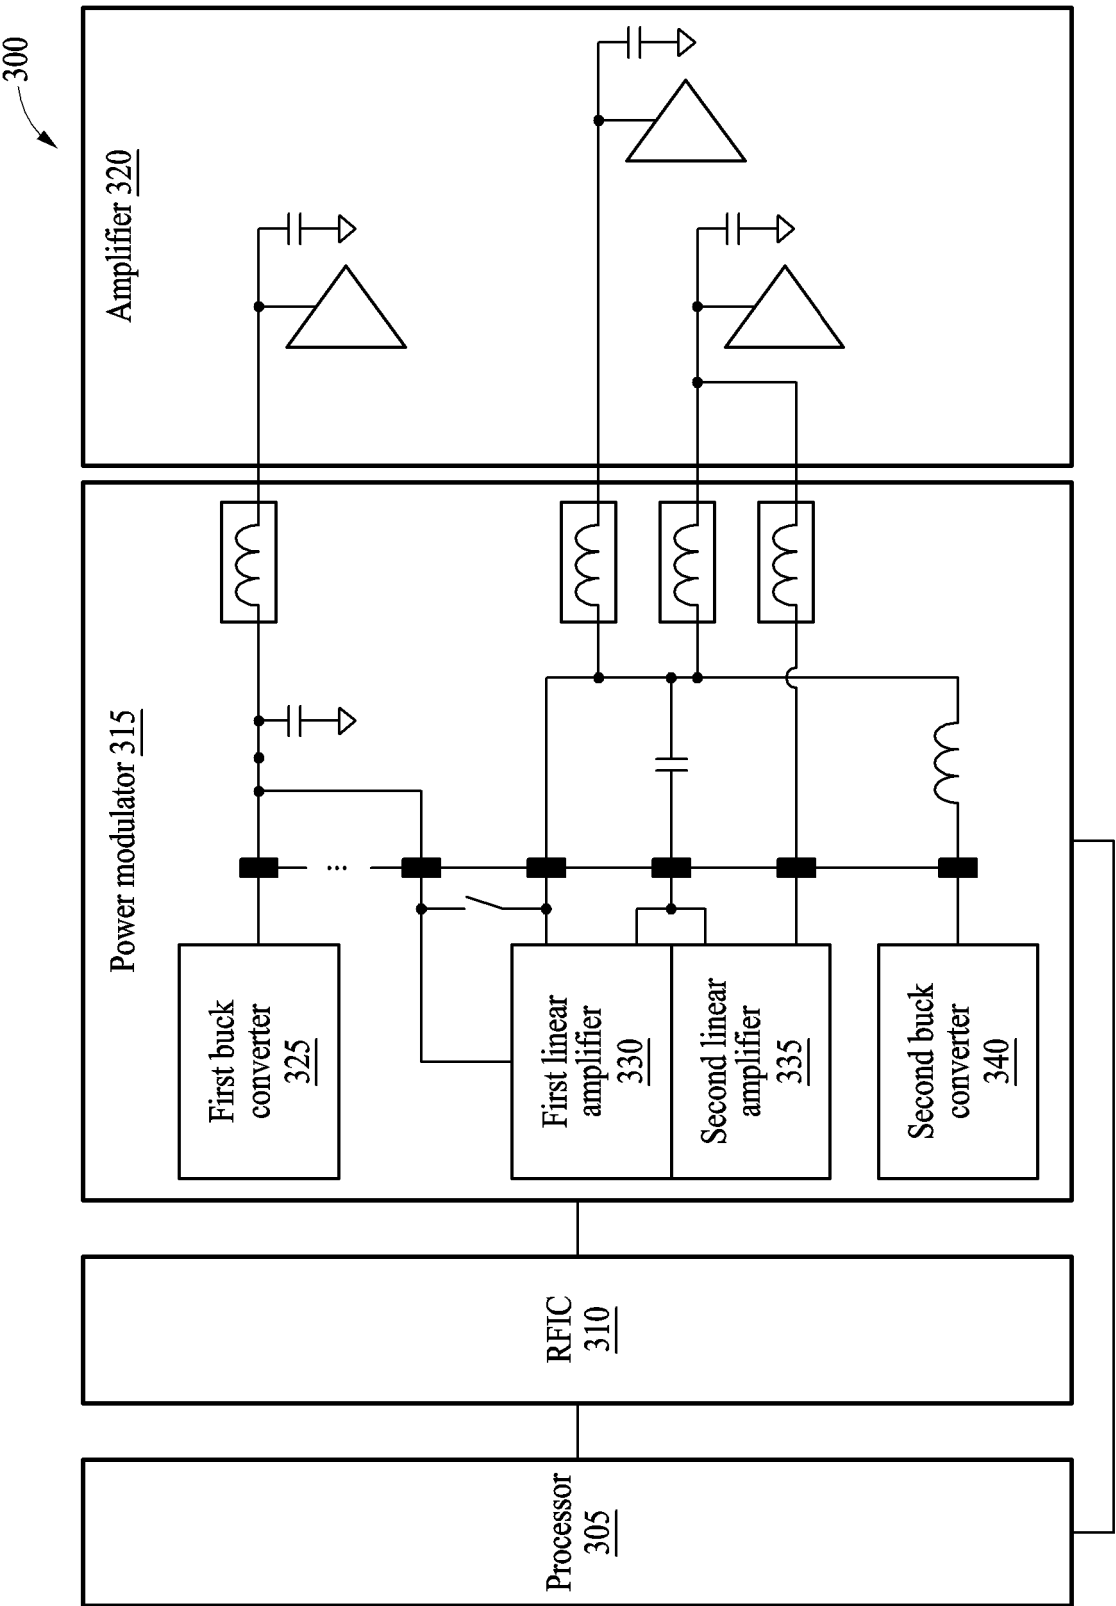 300
Processor
305
RFIC
310
Power modulator 315
First buck
converter
325
First linear
amplifier
330
Second linear
amplifier
335
Second buck
converter
340
...
Amplifier 320